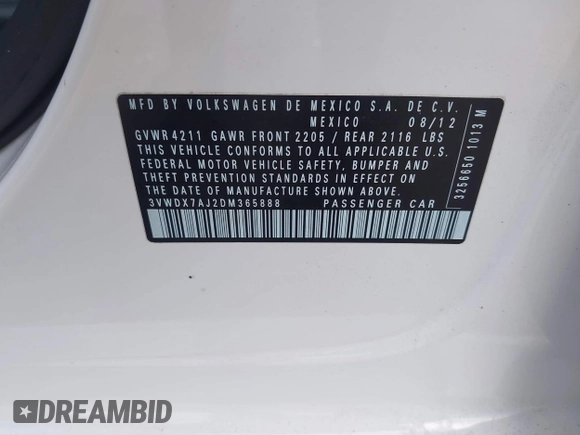 MFD BY VOLKSWAGEN DE MEXICO S.A. DE C.V.
MEXICO 08/12
GVWR 4211 GAWR FRONT 2205 / REAR 2116 LBS
THIS VEHICLE CONFORMS TO ALL APPLICABLE U.S.
FEDERAL MOTOR VEHICLE SAFETY, BUMPER AND
THEFT PREVENTION STANDARDS IN EFFECT ON
THE DATE OF MANUFACTURE SHOWN ABOVE.
3VWDX7AJ2DM365888 PASSENGER CAR
3256650 1013 M
DREAMBID